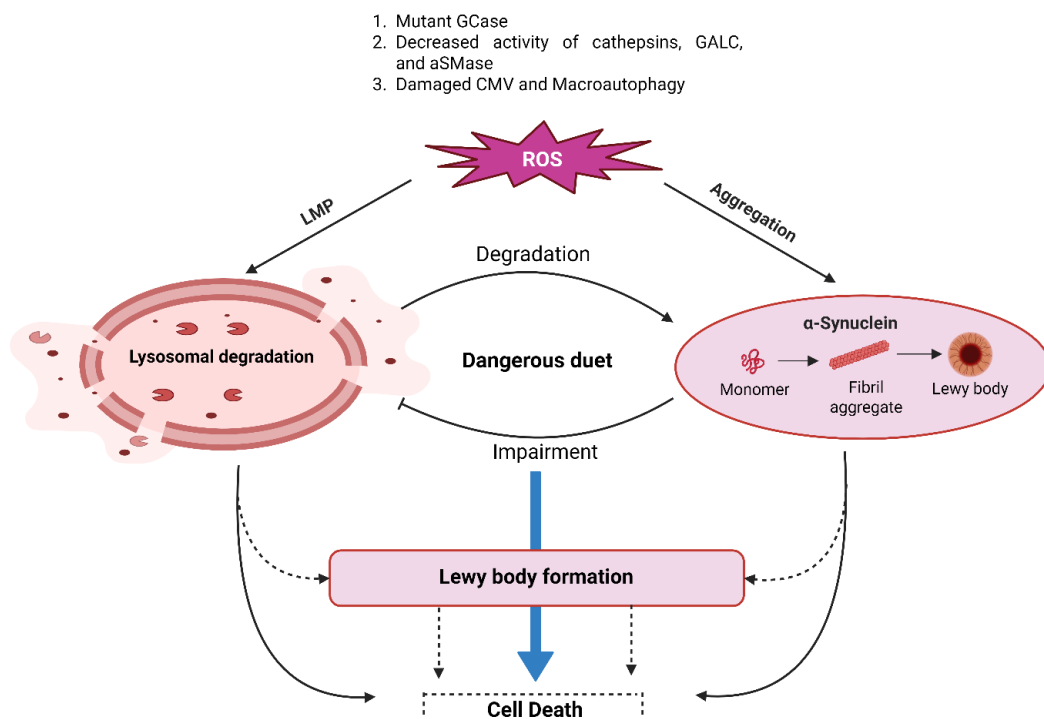 1. Mutant GCase
2. Decreased activity of cathepsins, GALC,
and aSMase
3. Damaged CMV and Macroautophagy
ROS
LMP
Aggregation
Degradation
Lysosomal degradation
Dangerous duet
α-Synuclein
Monomer
Fibril
aggregate
Lewy body
Impairment
Lewy body formation
Cell Death